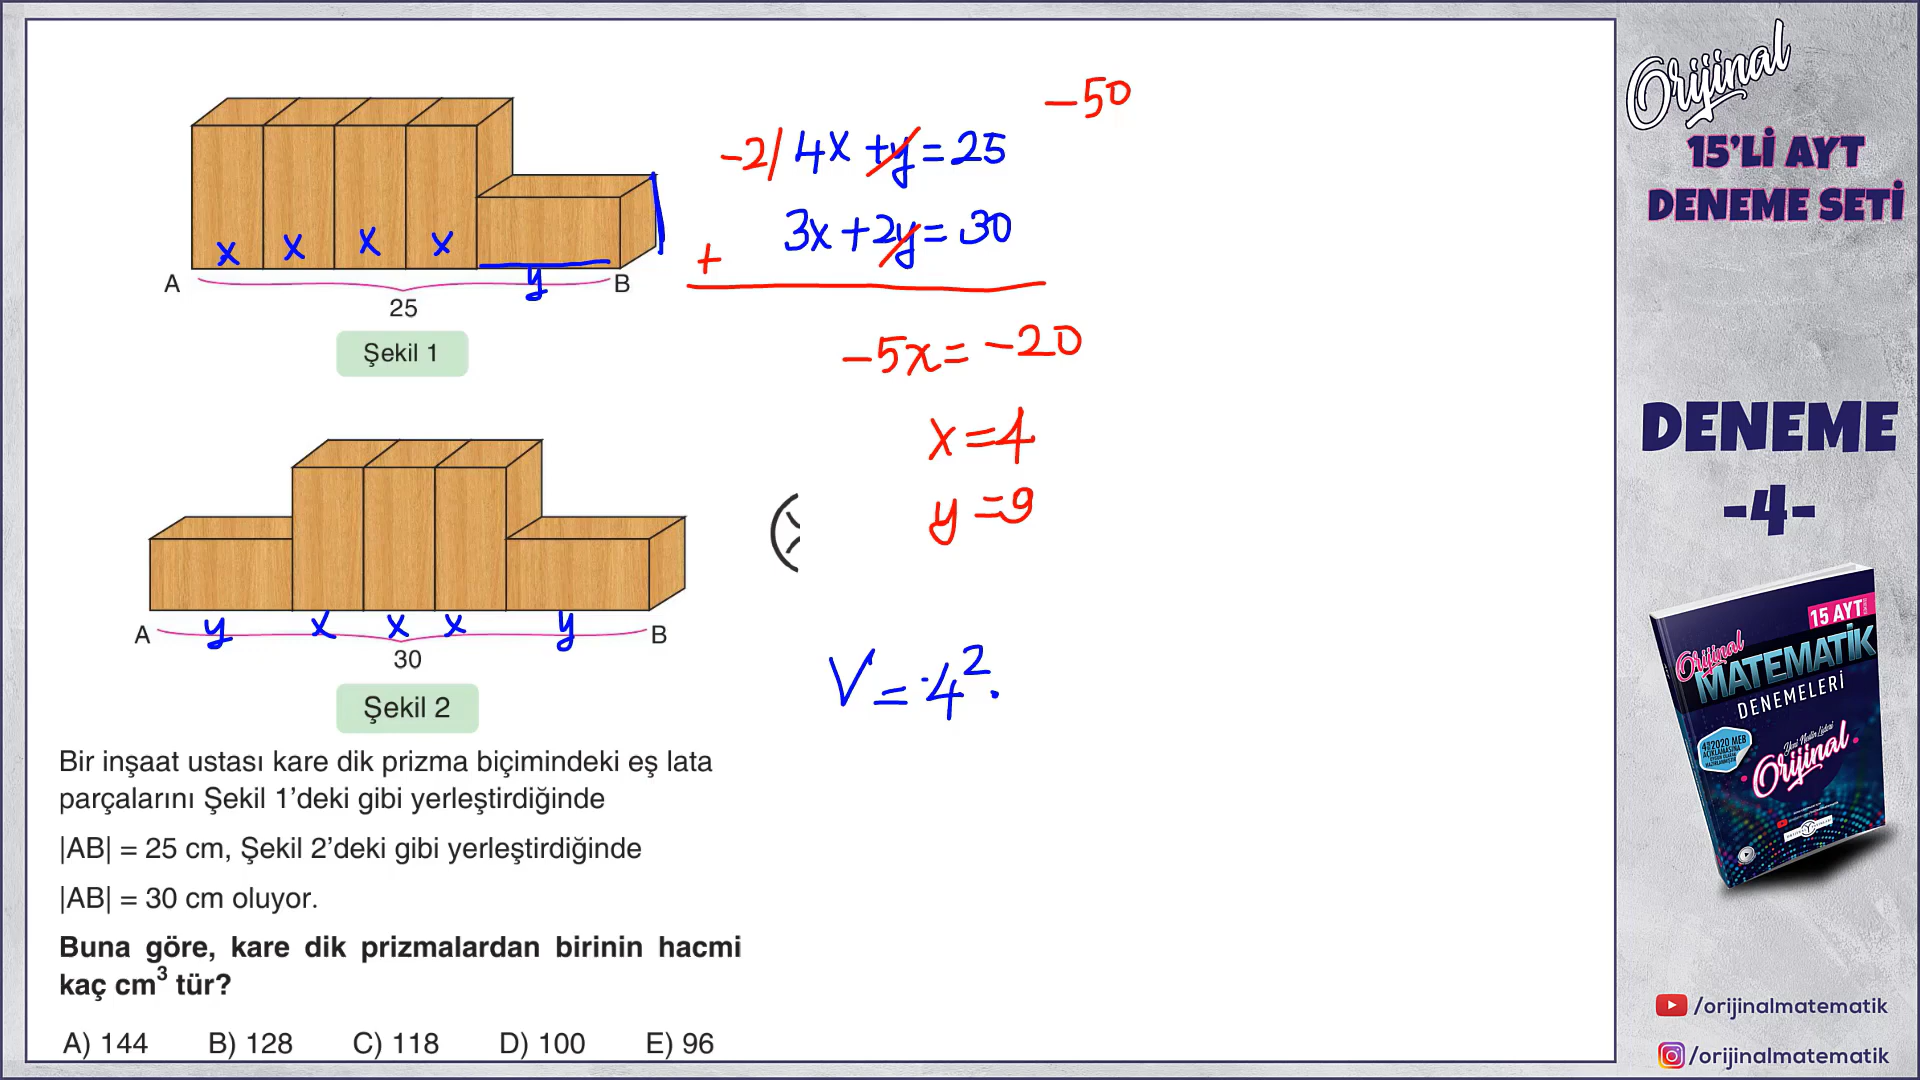 x x x x
A B
y
25
Şekil 1
A B
y x x x y
30
Şekil 2
Bir inşaat ustası kare dik prizma biçimindeki eş lata
parçalarını Şekil 1’deki gibi yerleştirdiğinde
|AB| = 25 cm, Şekil 2’deki gibi yerleştirdiğinde
|AB| = 30 cm oluyor.
Buna göre, kare dik prizmalardan birinin hacmi
kaç cm³ tür?
A) 144 B) 128 C) 118 D) 100 E) 96
-50
-2/ 4x + y = 25
3x + 2y = 30
+
-5x = -20
x = 4
y = 9
V = 4² .
Orijinal
15’Lİ AYT
DENEME SETİ
DENEME
-4-
15 AYT
Orijinal
MATEMATİK
DENEMELERİ
Orijinal
/orijinalmatematik
/orijinalmatematik